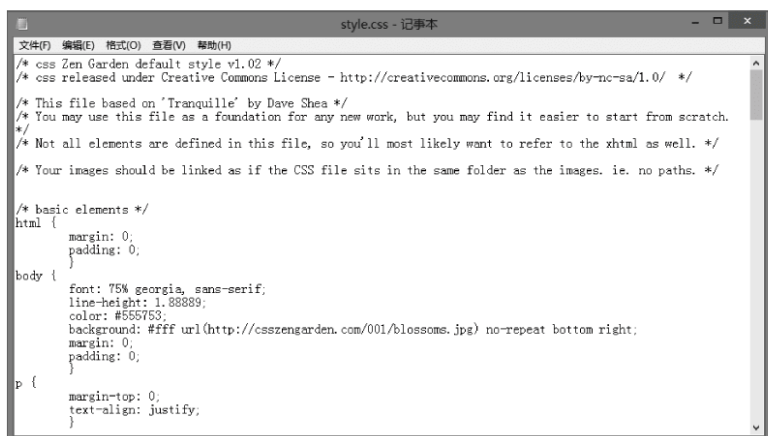 style.css - 记事本
文件(F) 编辑(E) 格式(O) 查看(V) 帮助(H)
/* css Zen Garden default style v1.02 */
/* css released under Creative Commons License - http://creativecommons.org/licenses/by-nc-sa/1.0/  */
/* This file based on 'Tranquille' by Dave Shea */
/* You may use this file as a foundation for any new work, but you may find it easier to start from scratch.
*/
/* Not all elements are defined in this file, so you'll most likely want to refer to the xhtml as well. */
/* Your images should be linked as if the CSS file sits in the same folder as the images. ie. no paths. */
/* basic elements */
html {
margin: 0;
padding: 0;
}
body {
font: 75% georgia, sans-serif;
line-height: 1.88889;
color: #555753;
background: #fff url(http://csszengarden.com/001/blossoms.jpg) no-repeat bottom right;
margin: 0;
padding: 0;
}
p {
margin-top: 0;
text-align: justify;
}